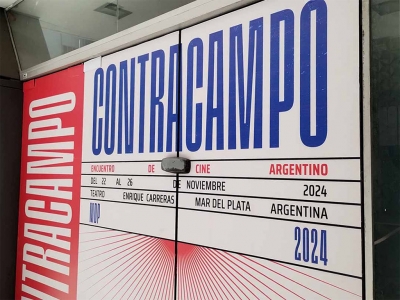 CONTRACAMPO
ENCUENTRO DE CINE ARGENTINO
DEL 22 AL 26 DE NOVIEMBRE 2024
TEATRO ENRIQUE CARRERAS MAR DEL PLATA ARGENTINA
MDP 2024
NTRACAMPO